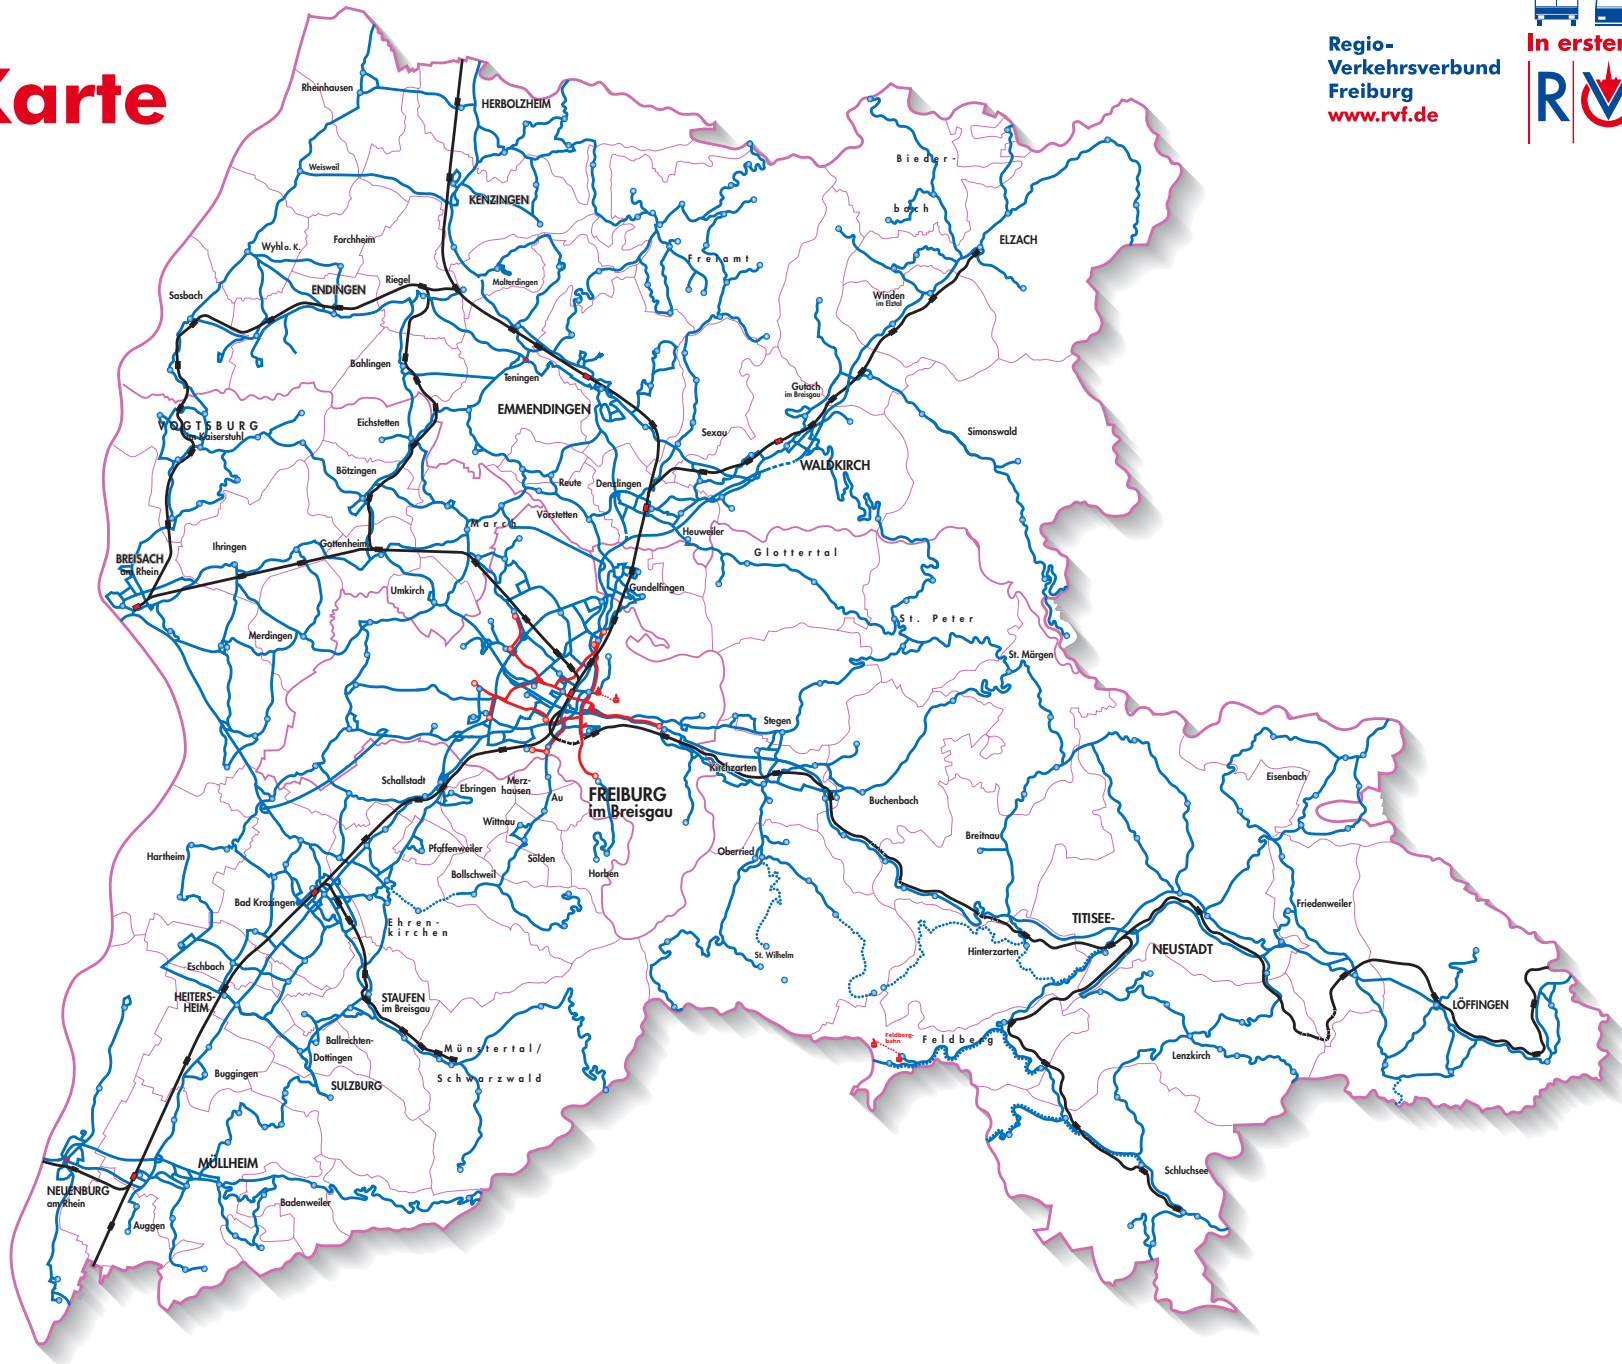 Karte
Regio-
Verkehrsverbund
Freiburg
www.rvf.de
In erster
R V
Rheinhausen
HERBOLZHEIM
Weisweil
KENZINGEN
Bieder-
bach
Wyhl a. K.
Forchheim
ELZACH
Freiamt
Sasbach
ENDINGEN
Riegel
Malterdingen
Winden
im Elztal
Bahlingen
Teningen
Gutach
im Breisgau
EMMENDINGEN
VOGTSBURG
im Kaiserstuhl
Eichstetten
Sexau
Simonswald
Bötzingen
WALDKIRCH
Reute
Denzlingen
Vörstetten
March
Heuweiler
Glottertal
BREISACH
am Rhein
Ihringen
Gottenheim
Umkirch
Gundelfingen
St. Peter
Merdingen
St. Märgen
Stegen
Schallstadt
Kirchzarten
Ebringen
Merz-
hausen
Au
FREIBURG
im Breisgau
Buchenbach
Eisenbach
Wittnau
Breitnau
Hartheim
Pfaffenweiler
Sölden
Oberried
Bollschweil
Horben
Bad Krozingen
Ehren-
kirchen
Friedenweiler
TITISEE-
NEUSTADT
St. Wilhelm
Hinterzarten
Eschbach
HEITERS-
HEIM
STAUFEN
im Breisgau
LÖFFINGEN
Ballrechten-
Dottingen
Feldberg-
bahn
Feldberg
Münstertal/
Schwarzwald
Lenzkirch
Buggingen
SULZBURG
MÜLLHEIM
Schluchsee
NEUENBURG
am Rhein
Badenweiler
Auggen